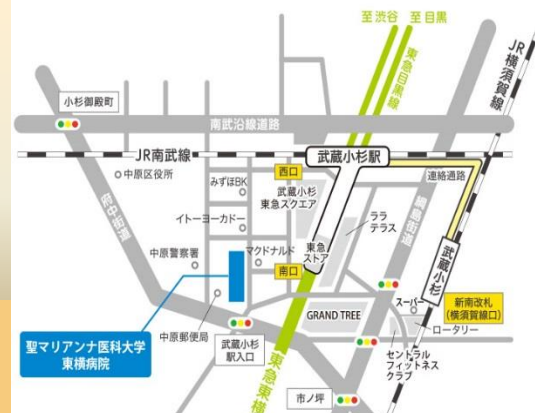 至渋谷 至目黒
東急目黒線
JR横須賀線
小杉御殿町
南武沿線道路
JR南武線
武蔵小杉駅
中原区役所
みずほBK
西口
連絡通路
武蔵小杉
東急スクエア
府中街道
イトーヨーカドー
ララ
テラス
綱島街道
中原警察署
マクドナルド
東急
ストア
武蔵小杉
南口
GRAND TREE
スーパー
新南改札
(横須賀線口)
ロータリー
中原郵便局
聖マリアンナ医科大学
東横病院
武蔵小杉
駅入口
セントラル
フィットネス
クラブ
東急東横
市ノ坪